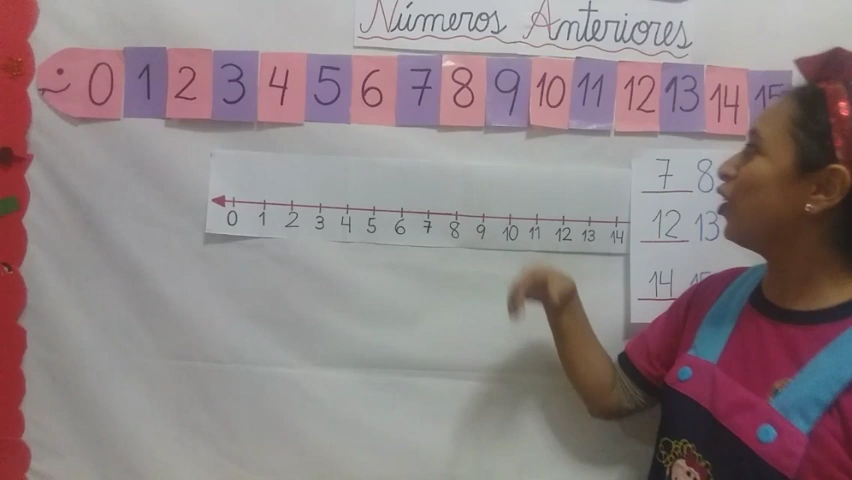 Números Anteriores
0 1 2 3 4 5 6 7 8 9 10 11 12 13 14 15
0 1 2 3 4 5 6 7 8 9 10 11 12 13 14
7 8
12 13
14 15